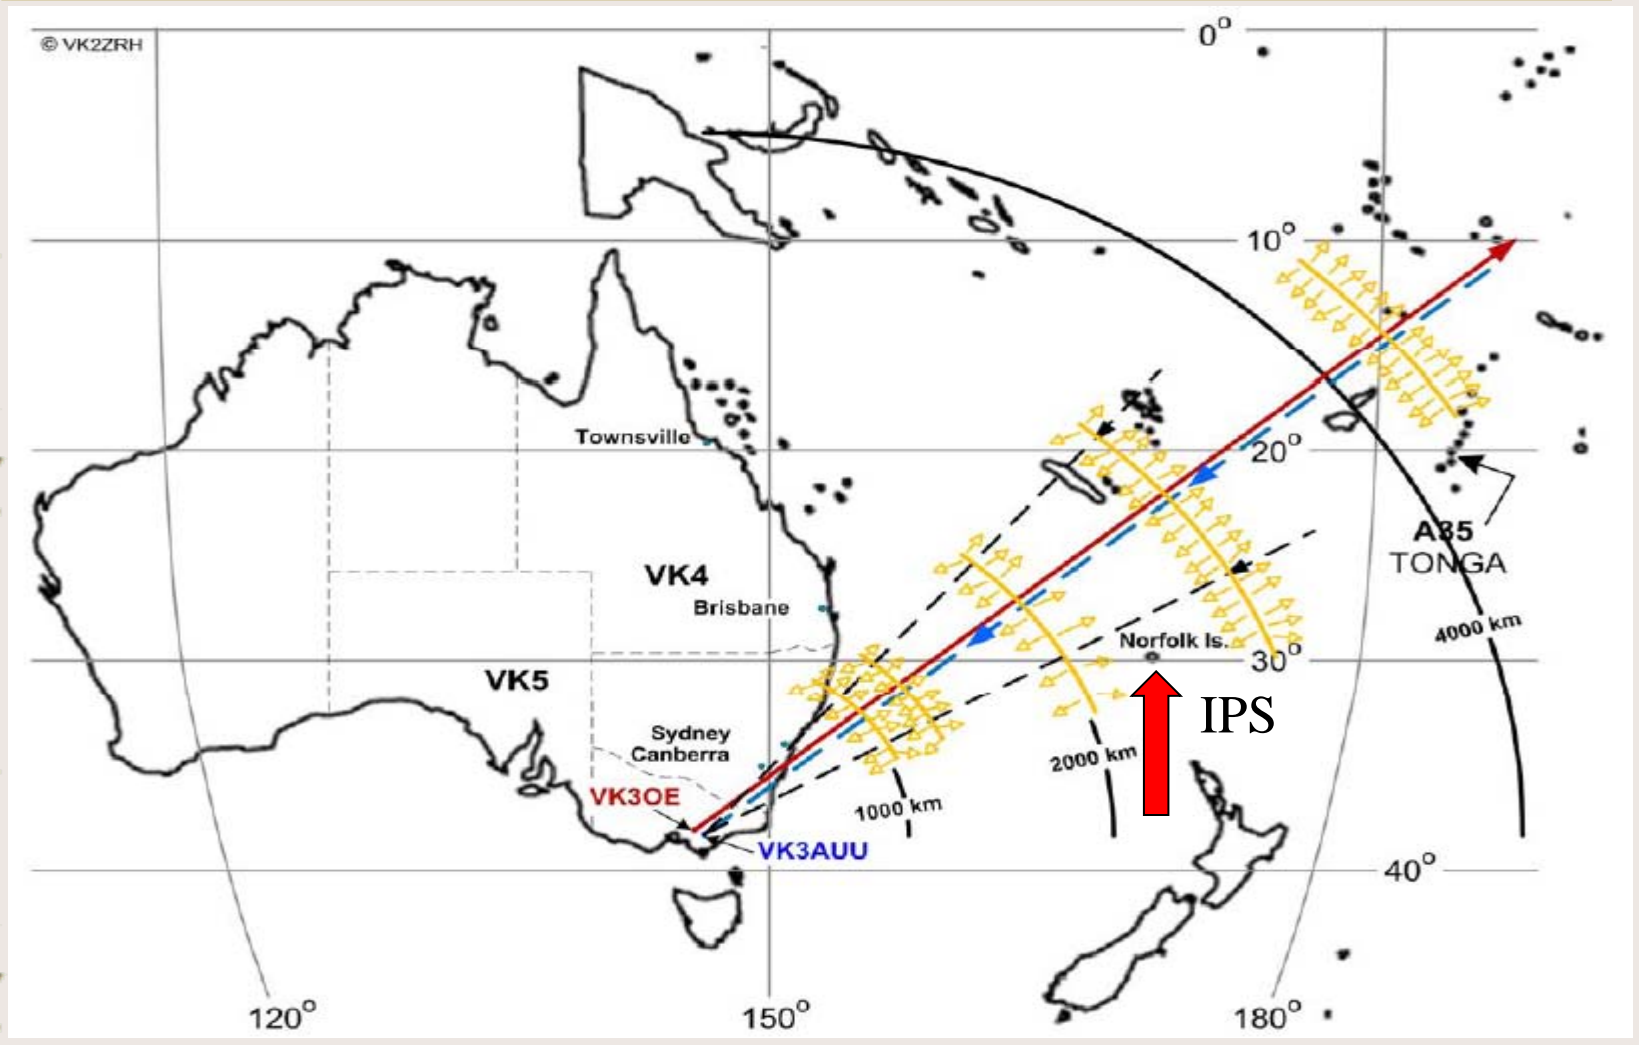 © VK2ZRH
0°
10°
Townsville
20°
A35
TONGA
VK4
Brisbane
4000 km
Norfolk Is.
30°
VK5
IPS
Sydney
Canberra
2000 km
VK3OE
1000 km
VK3AUU
40°
120°
150°
180°